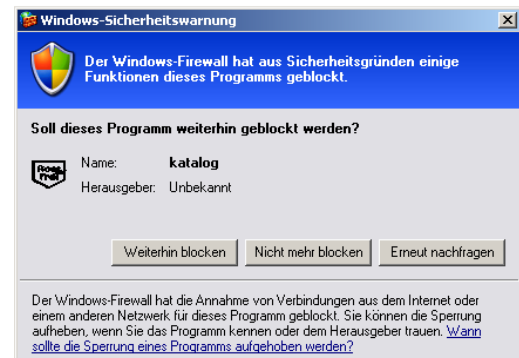 Windows-Sicherheitswarnung
Der Windows-Firewall hat aus Sicherheitsgründen einige
Funktionen dieses Programms geblockt.
Soll dieses Programm weiterhin geblockt werden?
Name: katalog
Herausgeber: Unbekannt
Weiterhin blocken Nicht mehr blocken Erneut nachfragen
Der Windows-Firewall hat die Annahme von Verbindungen aus dem Internet oder
einem anderen Netzwerk für dieses Programm geblockt. Sie können die Sperrung
aufheben, wenn Sie das Programm kennen oder dem Herausgeber trauen. Wann
sollte die Sperrung eines Programms aufgehoben werden?